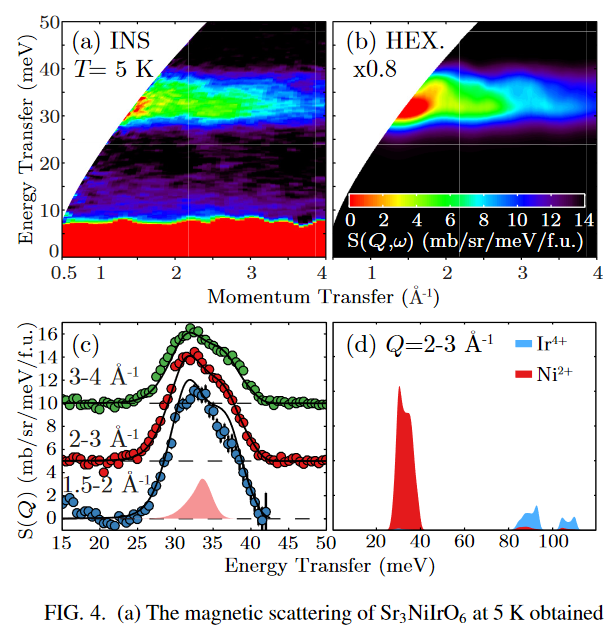 (a) INS
T= 5 K
(b) HEX.
x0.8
Energy Transfer (meV)
50
40
30
20
10
0
0 2 4 6 8 10 12 14
S(Q,ω) (mb/sr/meV/f.u.)
0.5 1 2 3 4 1 2 3 4
Momentum Transfer (Å-1)
(c)
3-4 Å-1
2-3 Å-1
1.5-2 Å-1
S(Q) (mb/sr/meV/f.u.)
16
14
12
10
8
6
4
2
0
15 20 25 30 35 40 45 50
(d) Q=2-3 Å-1
Ir4+
Ni2+
20 40 60 80 100
Energy Transfer (meV)
FIG. 4. (a) The magnetic scattering of Sr3NiIrO6 at 5 K obtained